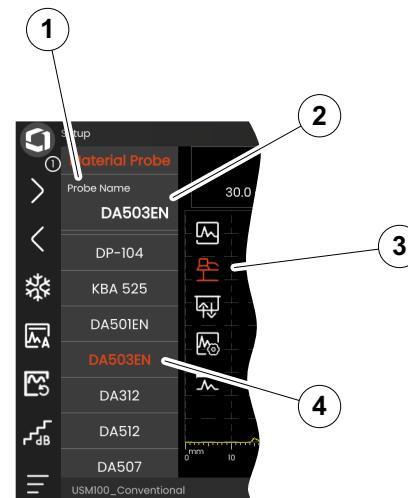 1
2
3
4
Setup
1
Material Probe
Probe Name
DA503EN
30.0
DP-104
KBA 525
DA501EN
DA503EN
DA312
DA512
DA507
A
dB
mm
0
10
USM100_Conventional